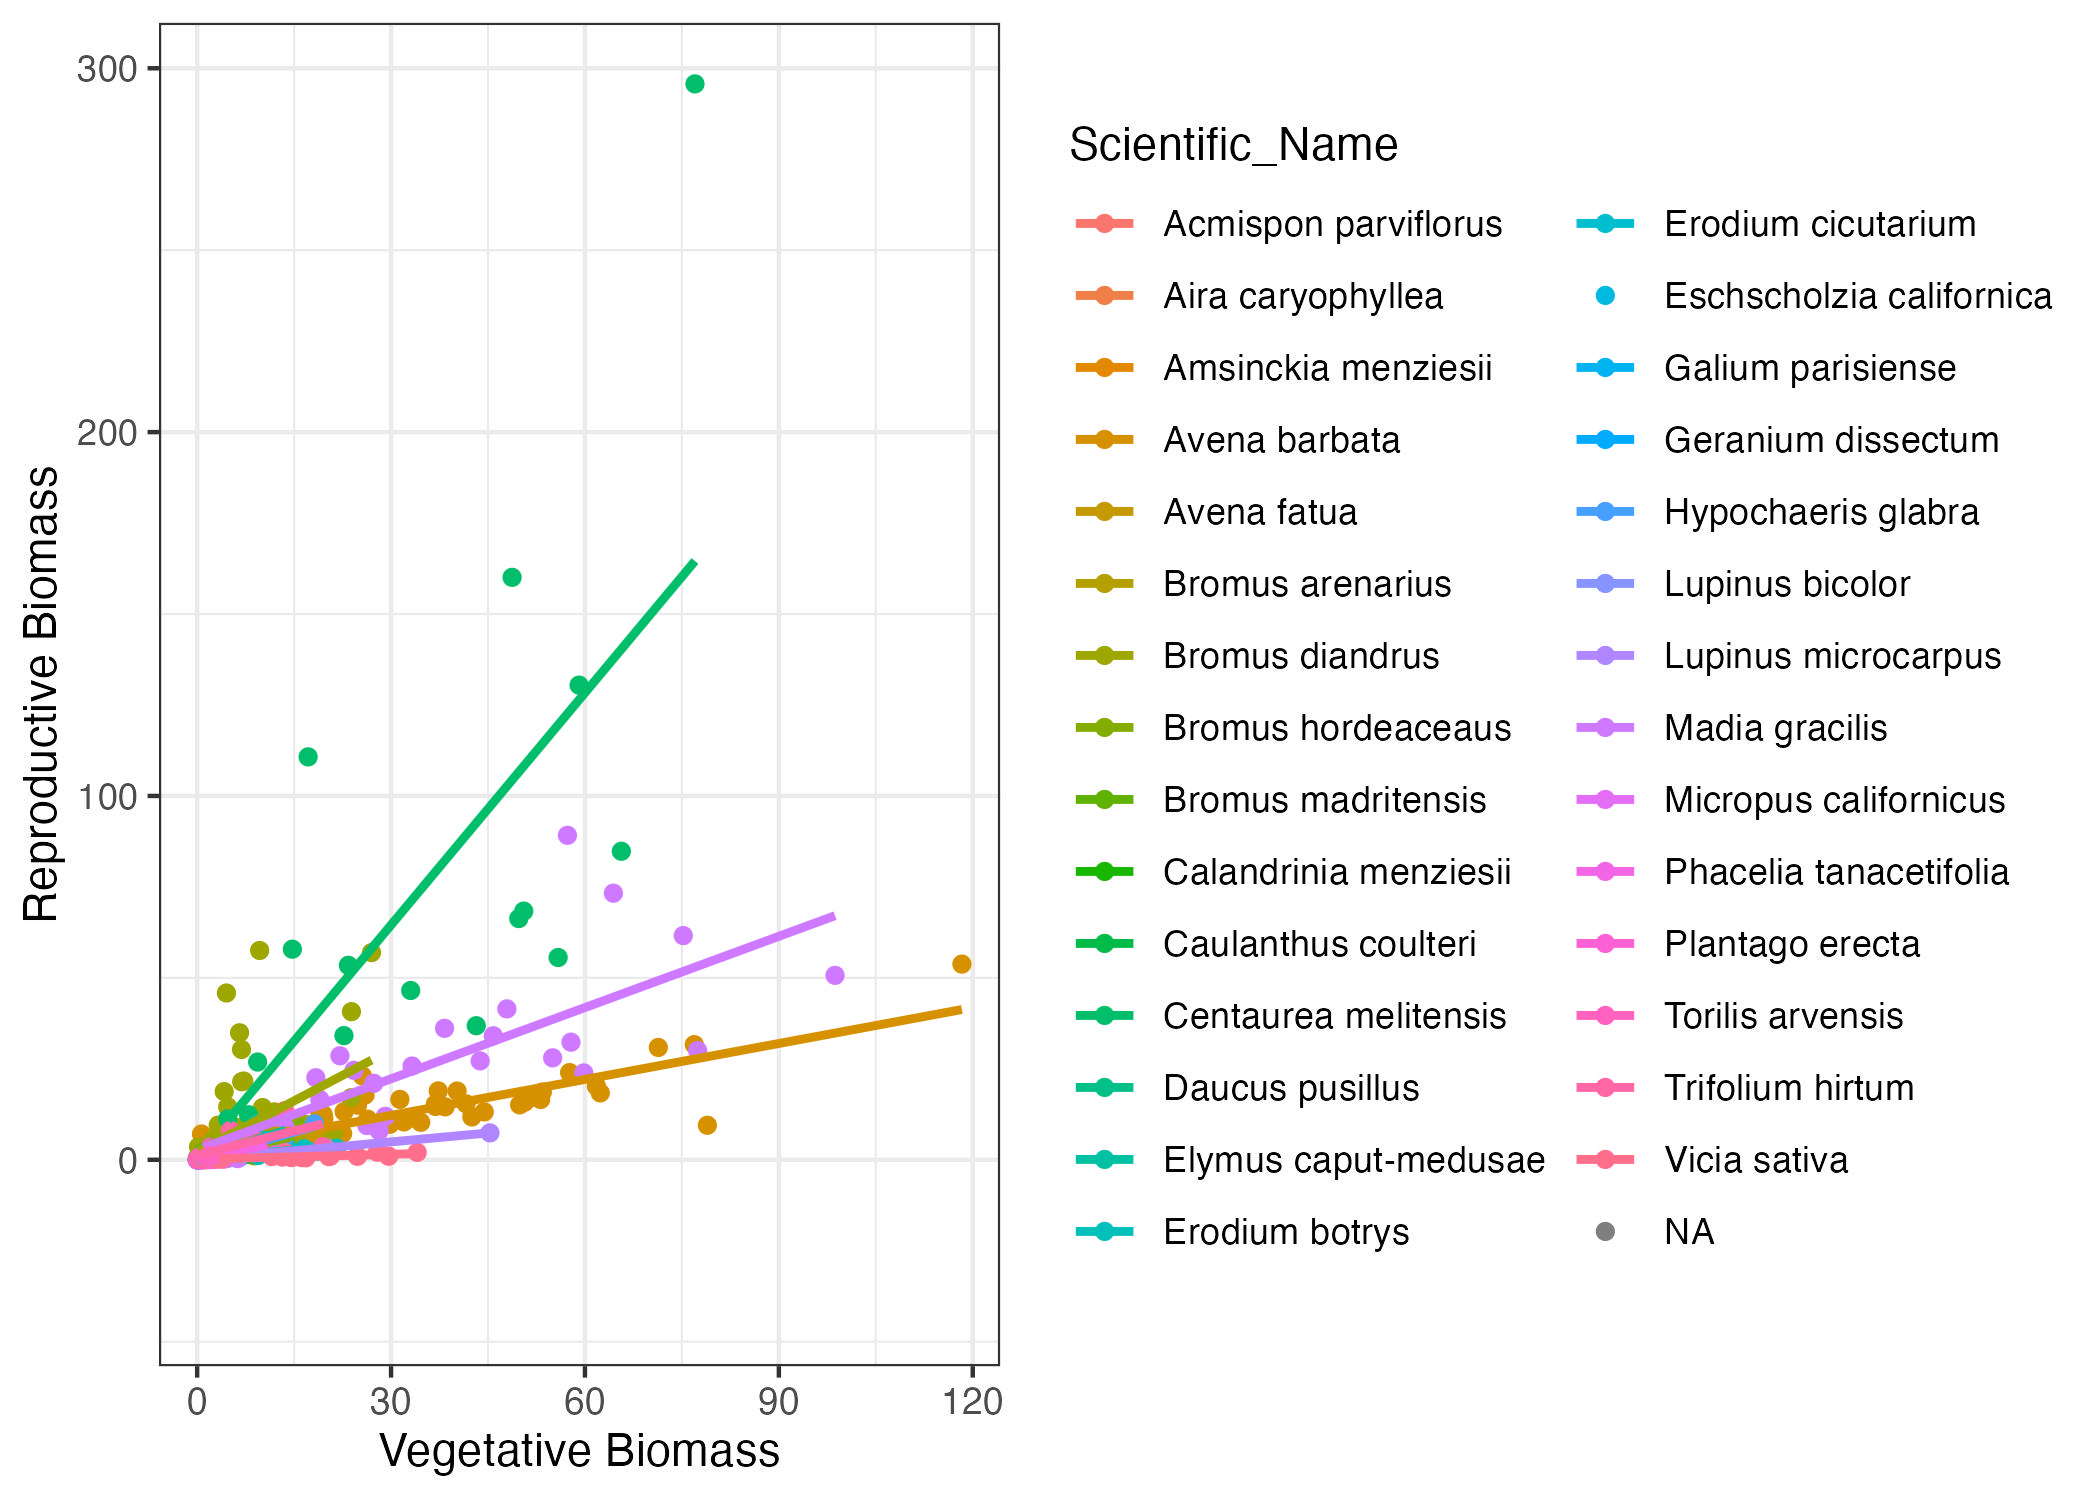 300
200
100
0
Reproductive Biomass
0 30 60 90 120
Vegetative Biomass
Scientific_Name
Acmispon parviflorus
Aira caryophyllea
Amsinckia menziesii
Avena barbata
Avena fatua
Bromus arenarius
Bromus diandrus
Bromus hordeaceaus
Bromus madritensis
Calandrinia menziesii
Caulanthus coulteri
Centaurea melitensis
Daucus pusillus
Elymus caput-medusae
Erodium botrys
Erodium cicutarium
Eschscholzia californica
Galium parisiense
Geranium dissectum
Hypochaeris glabra
Lupinus bicolor
Lupinus microcarpus
Madia gracilis
Micropus californicus
Phacelia tanacetifolia
Plantago erecta
Torilis arvensis
Trifolium hirtum
Vicia sativa
NA